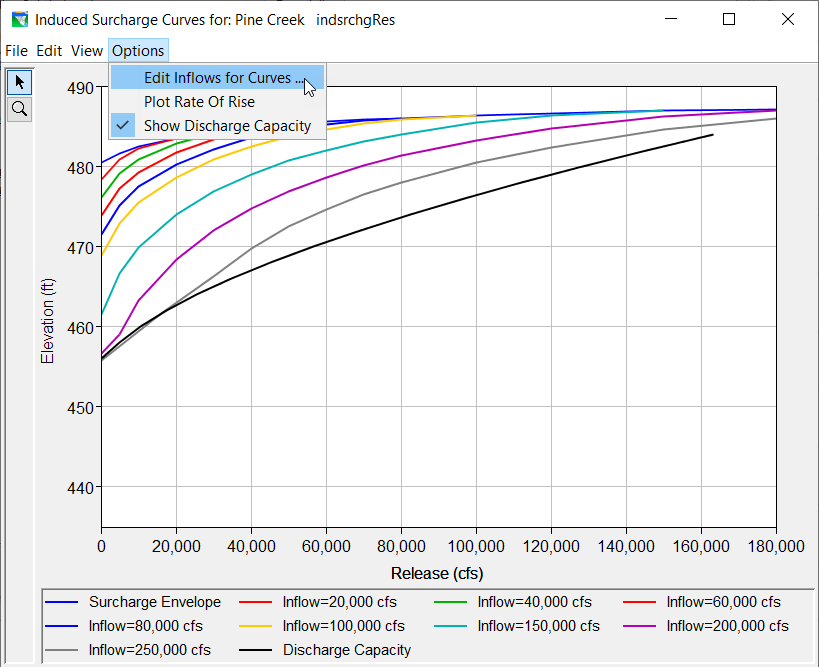 Induced Surcharge Curves for: Pine Creek   indsrchgRes
File Edit View Options
Edit Inflows for Curves ...
Plot Rate Of Rise
Show Discharge Capacity
490
480
470
460
450
440
Elevation (ft)
0 20,000 40,000 60,000 80,000 100,000 120,000 140,000 160,000 180,000
Release (cfs)
Surcharge Envelope Inflow=20,000 cfs Inflow=40,000 cfs Inflow=60,000 cfs
Inflow=80,000 cfs Inflow=100,000 cfs Inflow=150,000 cfs Inflow=200,000 cfs
Inflow=250,000 cfs Discharge Capacity